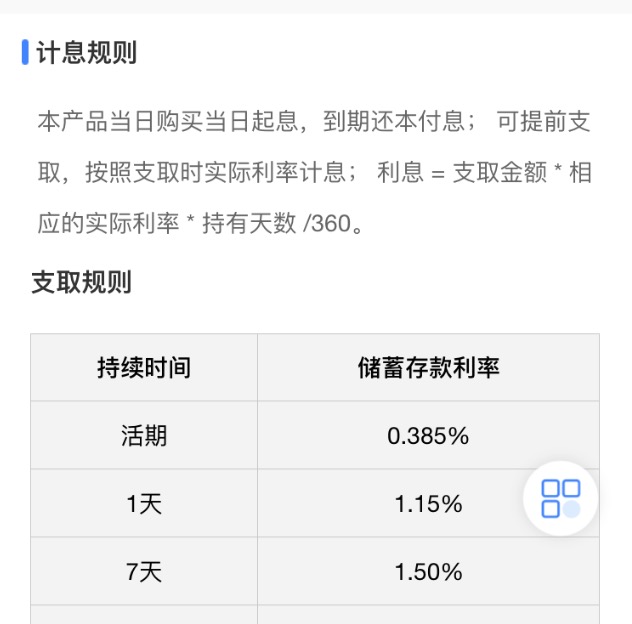 计息规则
本产品当日购买当日起息，到期还本付息； 可提前支
取，按照支取时实际利率计息； 利息 = 支取金额 * 相
应的实际利率 * 持有天数 /360。
支取规则
持续时间 储蓄存款利率
活期 0.385%
1天 1.15%
7天 1.50%